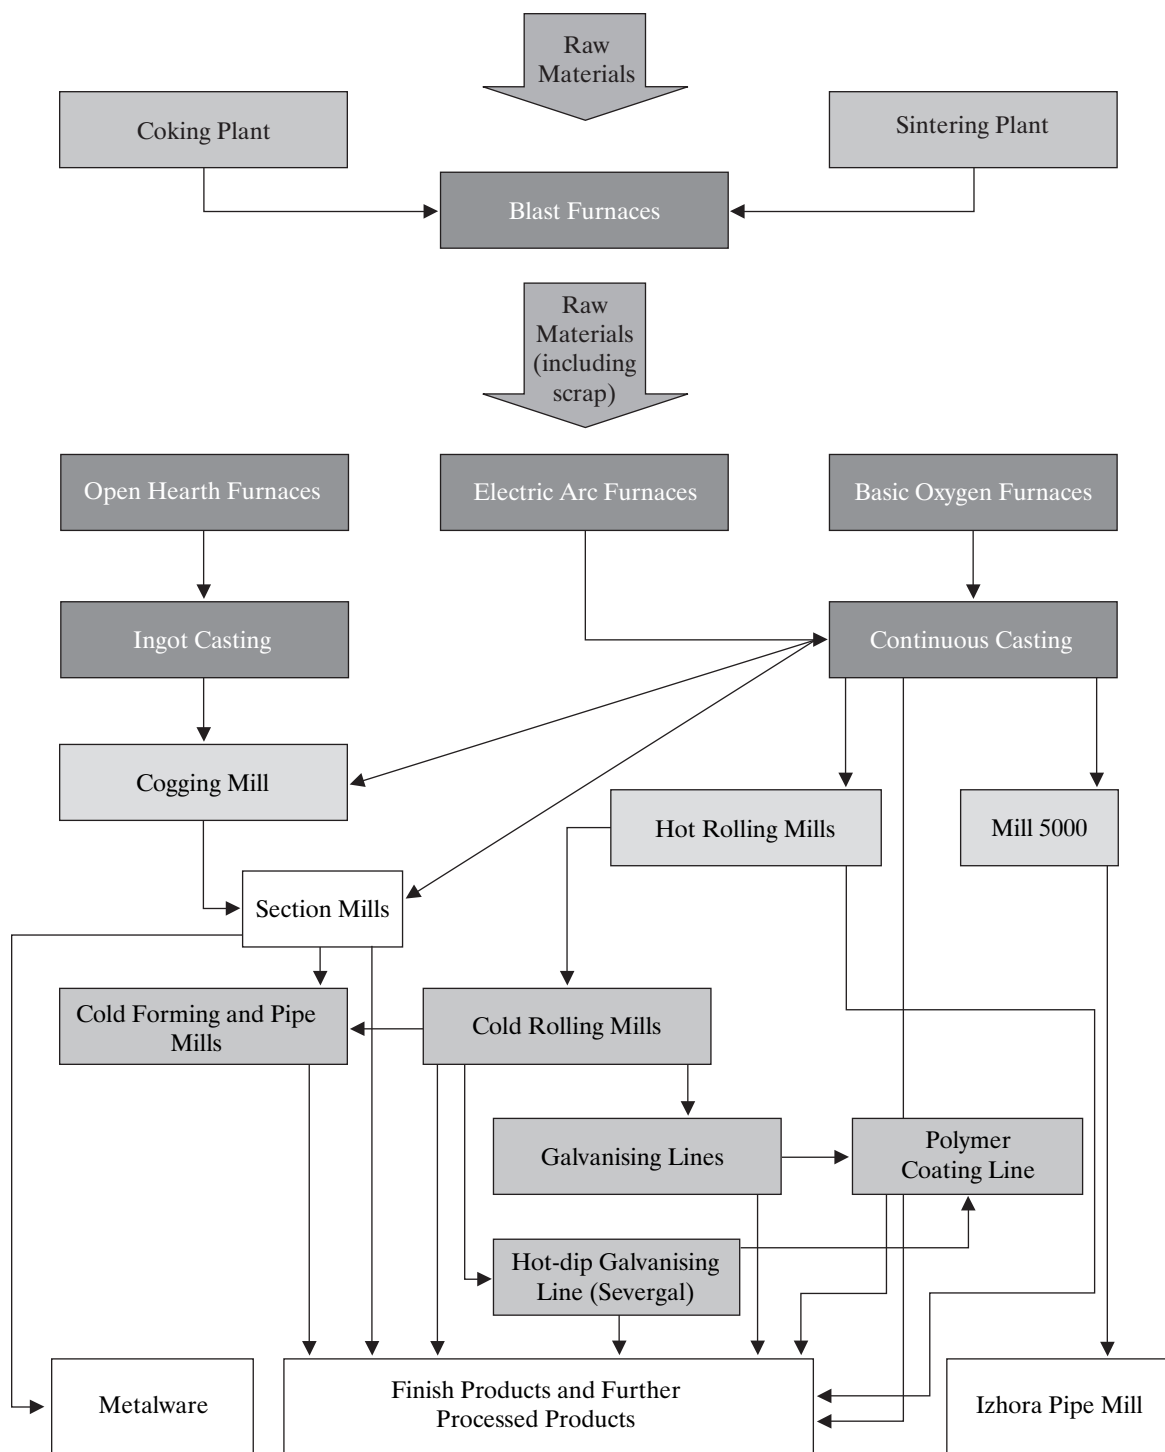 Raw
Materials
Coking Plant
Sintering Plant
Blast Furnaces
Raw
Materials
(including
scrap)
Open Hearth Furnaces
Electric Arc Furnaces
Basic Oxygen Furnaces
Ingot Casting
Continuous Casting
Cogging Mill
Hot Rolling Mills
Mill 5000
Section Mills
Cold Forming and Pipe
Mills
Cold Rolling Mills
Galvanising Lines
Polymer
Coating Line
Hot-dip Galvanising
Line (Severgal)
Metalware
Finish Products and Further
Processed Products
Izhora Pipe Mill